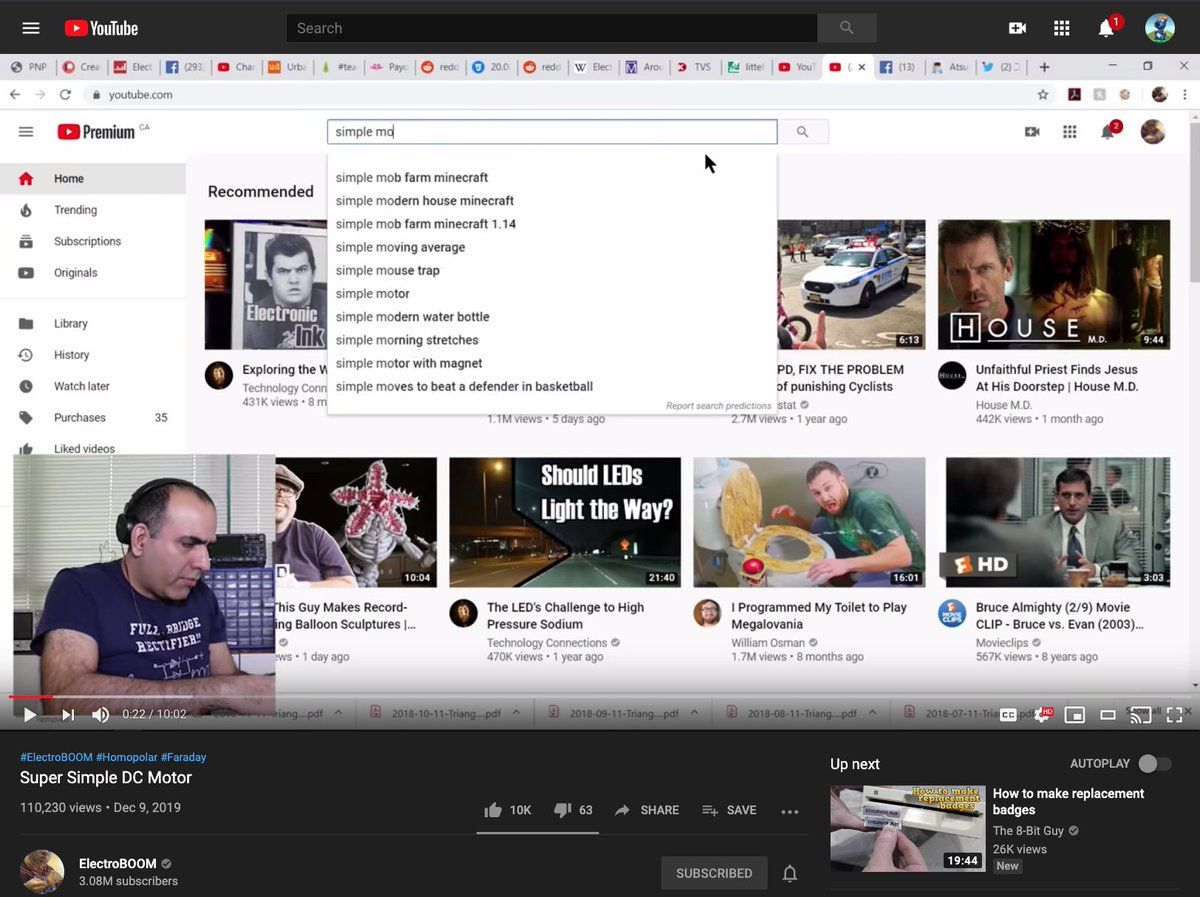 YouTube
Search
1
PNP
Crea
Elect
(293)
Cha
Urba
#tea
Payc
redd
20.0
redd
Elect
Arou
TVS
littel
YouT
(13)
Atsu
(2)
youtube.com
Premium CA
simple mo
2
Home
Trending
Subscriptions
Originals
Library
History
Watch later
Purchases 35
Liked videos
Recommended
simple mob farm minecraft
simple modern house minecraft
simple mob farm minecraft 1.14
simple moving average
simple mouse trap
simple motor
simple modern water bottle
simple morning stretches
simple motor with magnet
simple moves to beat a defender in basketball
Report search predictions
Electronic
Ink
Exploring the W
Technology Conn
431K views • 8 m
1.1M views • 5 days ago
6:13
PD, FIX THE PROBLEM
of punishing Cyclists
stat
2.7M views • 1 year ago
HOUSE M.D.
9:44
Unfaithful Priest Finds Jesus
At His Doorstep | House M.D.
House M.D.
442K views • 1 month ago
FULL BRIDGE
RECTIFIER!!
10:04
This Guy Makes Record-
ing Balloon Sculptures |...
ws • 1 day ago
Should LEDs
Light the Way?
21:40
The LED's Challenge to High
Pressure Sodium
Technology Connections
470K views • 1 year ago
16:01
I Programmed My Toilet to Play
Megalovania
William Osman
1.7M views • 8 months ago
HD
MOVIE CLIPS
3:03
Bruce Almighty (2/9) Movie
CLIP - Bruce vs. Evan (2003)...
Movieclips
567K views • 8 years ago
0:22 / 10:02
riang....pdf
2018-10-11-Triang....pdf
2018-09-11-Triang....pdf
2018-08-11-Triang....pdf
2018-07-11-Triang....pdf
Show all
CC
HD
#ElectroBOOM #Homopolar #Faraday
Super Simple DC Motor
110,230 views • Dec 9, 2019
10K
63
SHARE
SAVE
ElectroBOOM
3.08M subscribers
SUBSCRIBED
Up next
AUTOPLAY
How to make
replacement
badges
19:44
How to make replacement
badges
The 8-Bit Guy
26K views
New